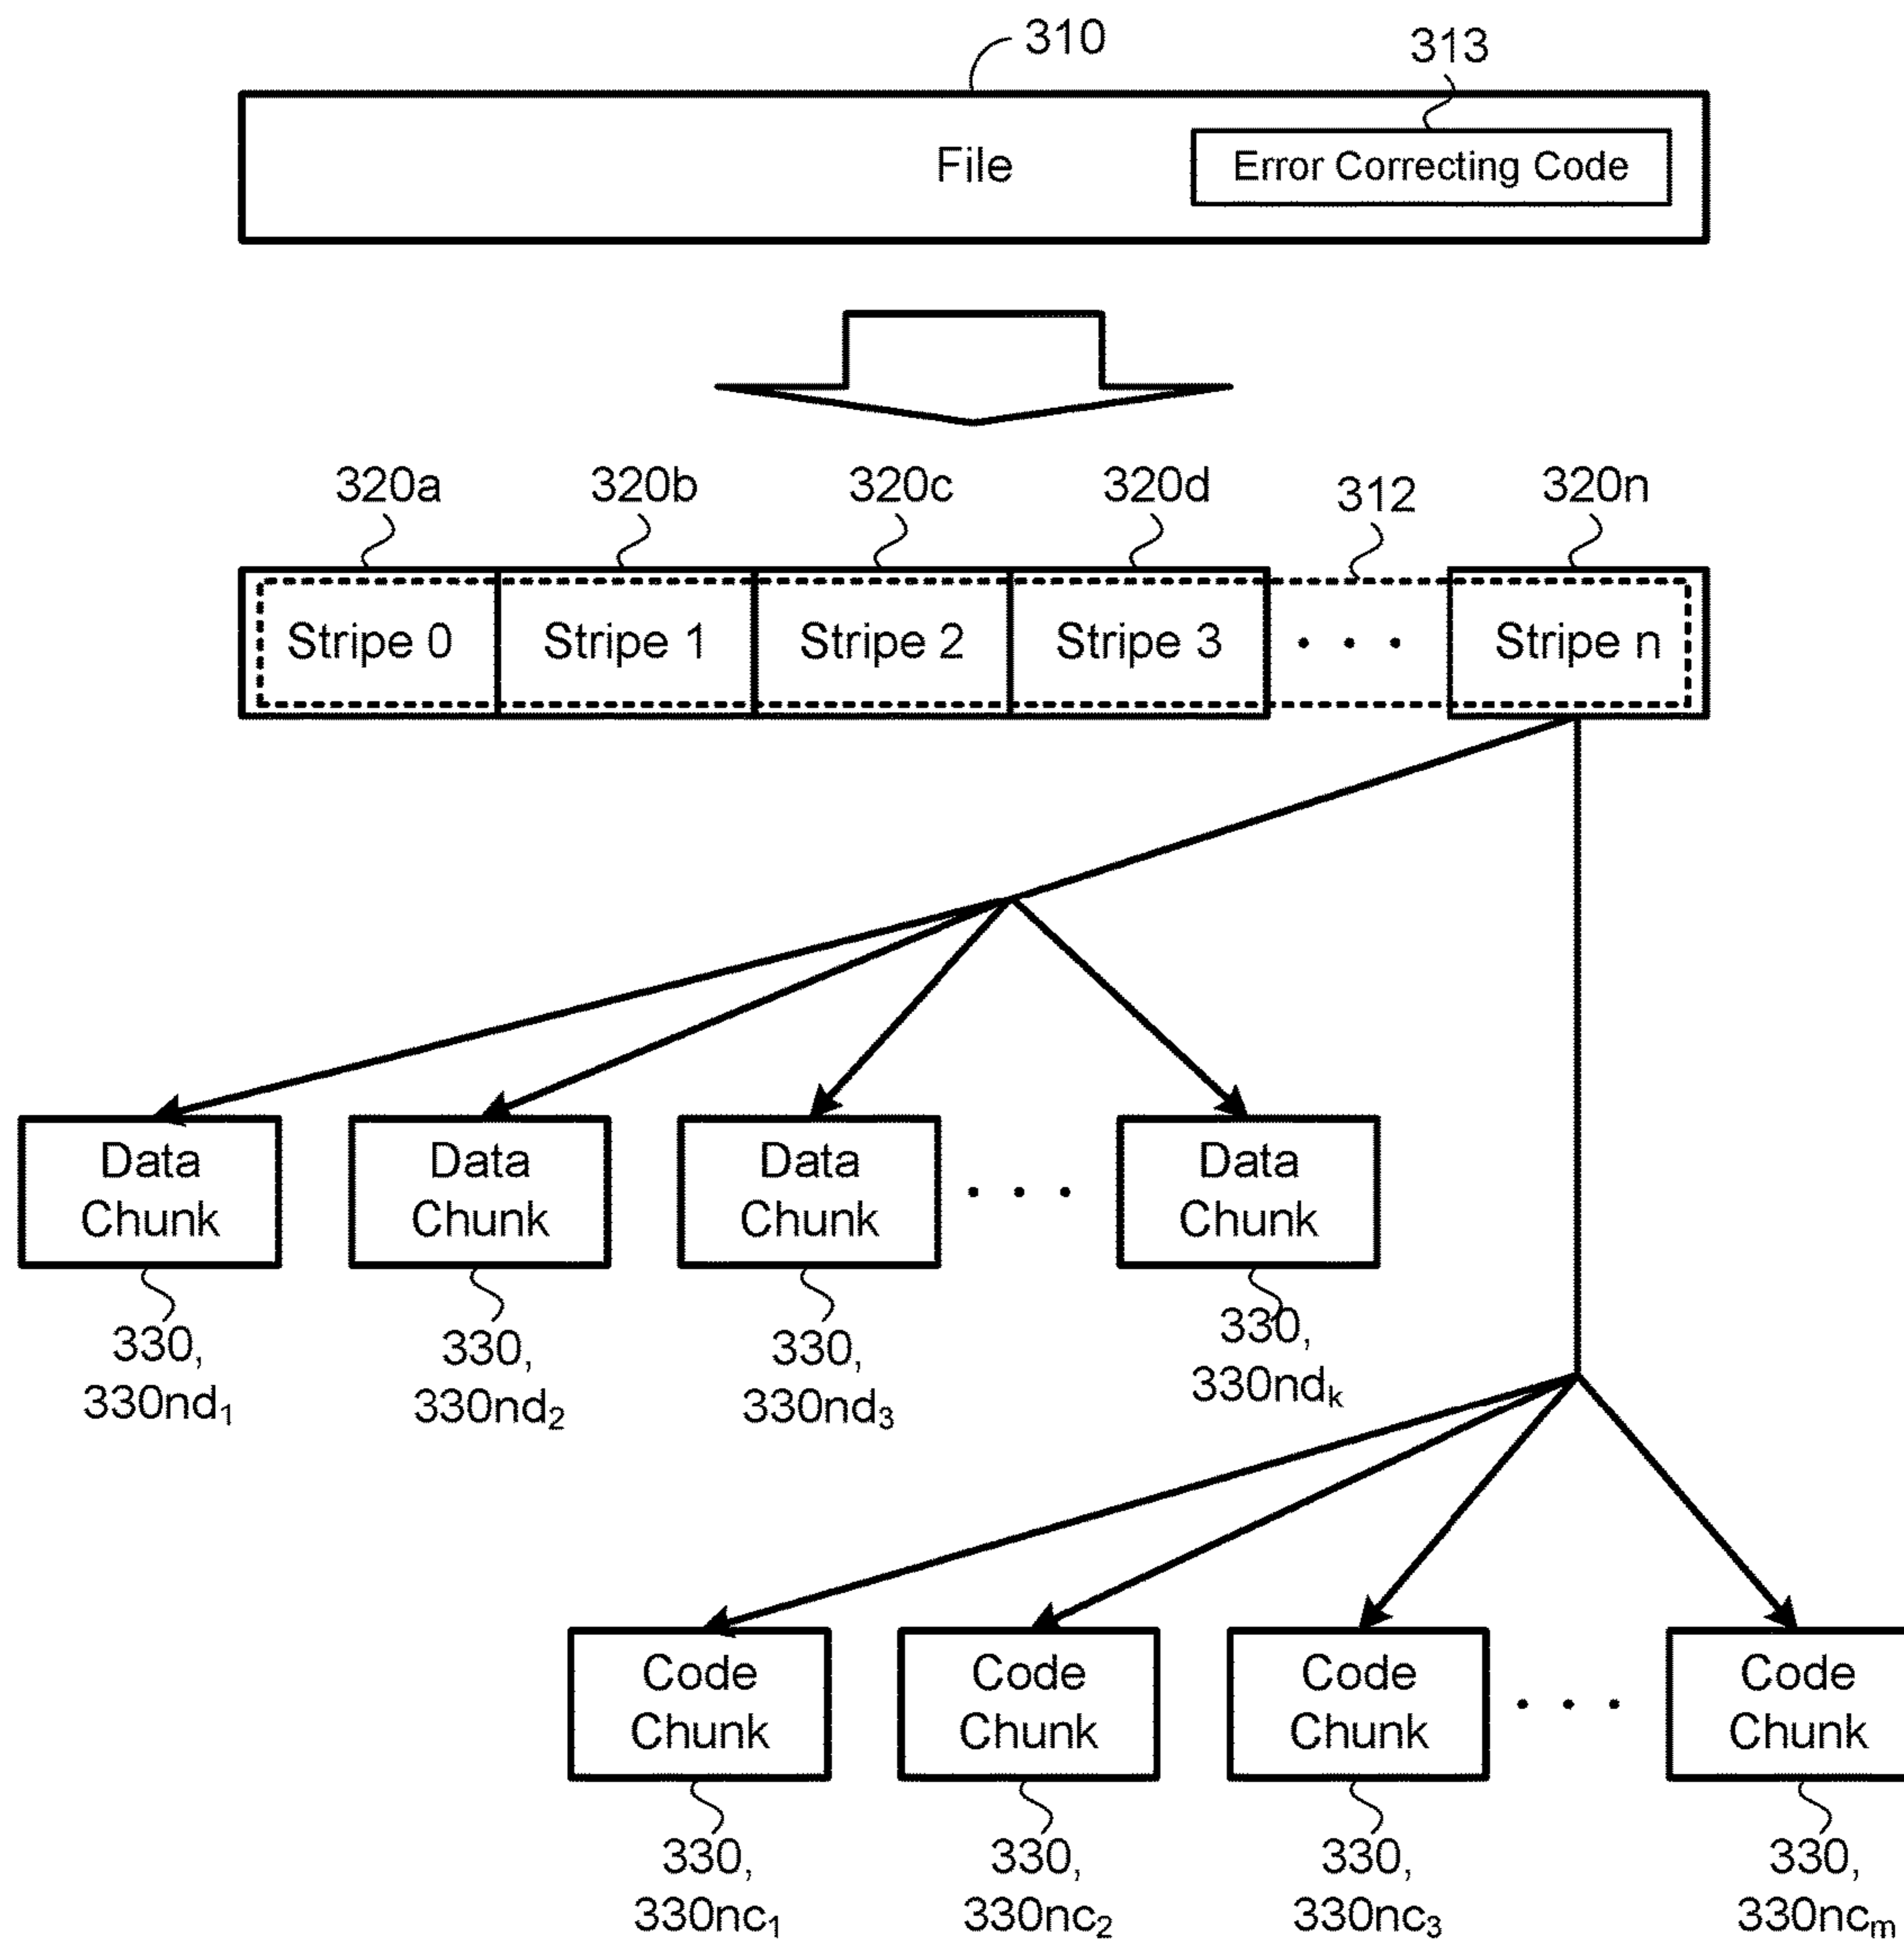 310
313
File
Error Correcting Code
320a
320b
320c
320d
312
320n
Stripe 0
Stripe 1
Stripe 2
Stripe 3
. . .
Stripe n
Data
Chunk
Data
Chunk
Data
Chunk
. . .
Data
Chunk
330,
330nd₁
330,
330nd₂
330,
330nd₃
330,
330ndₖ
Code
Chunk
Code
Chunk
Code
Chunk
. . .
Code
Chunk
330,
330nc₁
330,
330nc₂
330,
330nc₃
330,
330ncₘ